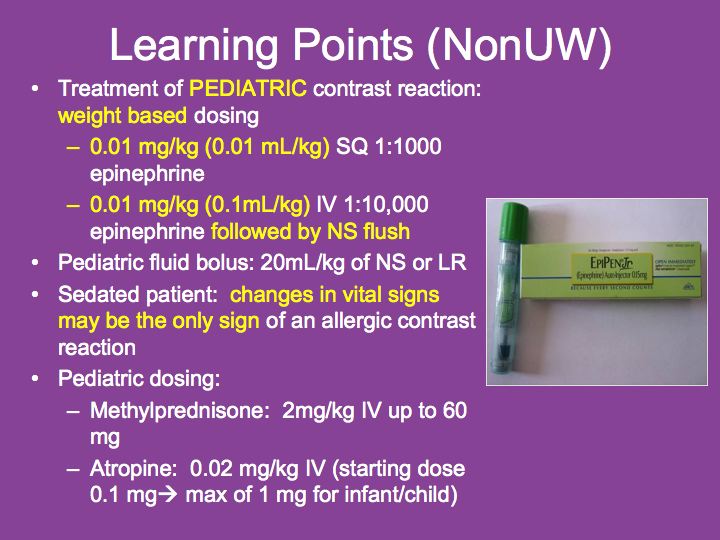 Learning Points (NonUW)
• Treatment of PEDIATRIC contrast reaction:
weight based dosing
– 0.01 mg/kg (0.01 mL/kg) SQ 1:1000
epinephrine
– 0.01 mg/kg (0.1mL/kg) IV 1:10,000
epinephrine followed by NS flush
• Pediatric fluid bolus: 20mL/kg of NS or LR
• Sedated patient:  changes in vital signs
may be the only sign of an allergic contrast
reaction
• Pediatric dosing:
– Methylprednisone:  2mg/kg IV up to 60
mg
– Atropine:  0.02 mg/kg IV (starting dose
0.1 mg→ max of 1 mg for infant/child)
EPIPEN Jr
(Epinephrine) Auto-Injector 0.15mg
BECAUSE EVERY SECOND COUNTS
OPEN IMMEDIATELY